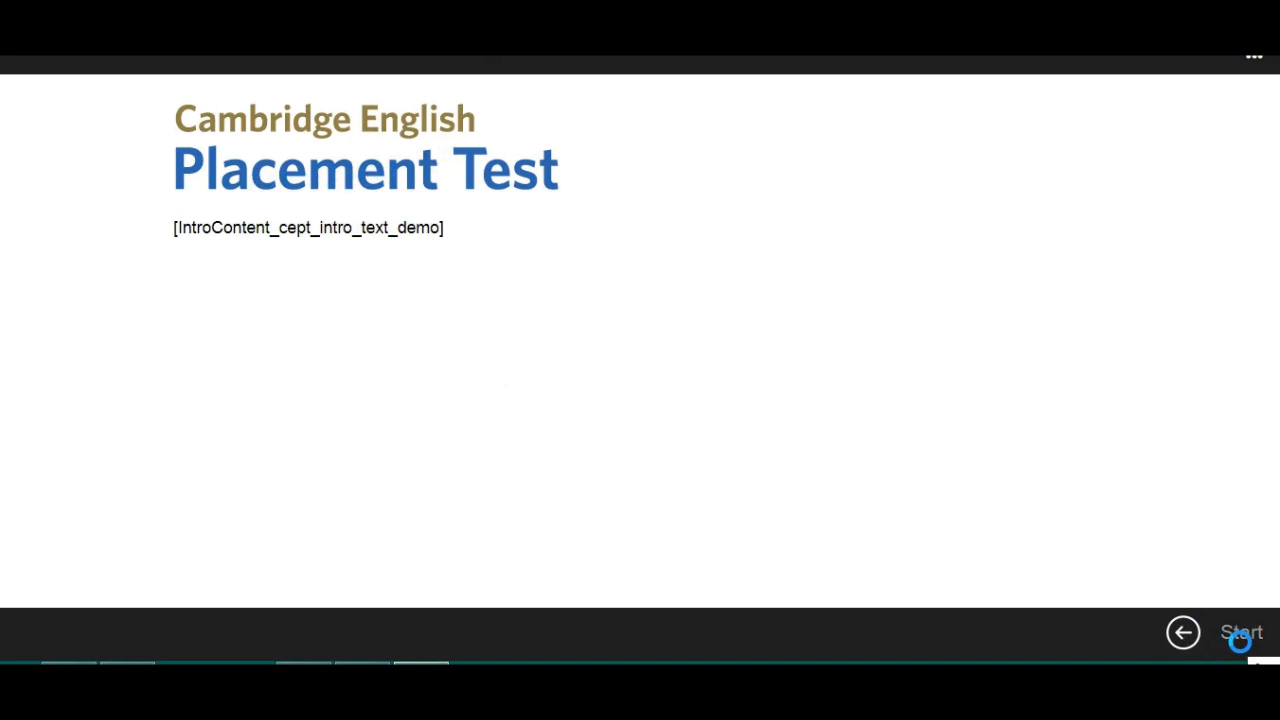 Cambridge English
Placement Test
[IntroContent_cept_intro_text_demo]
Start